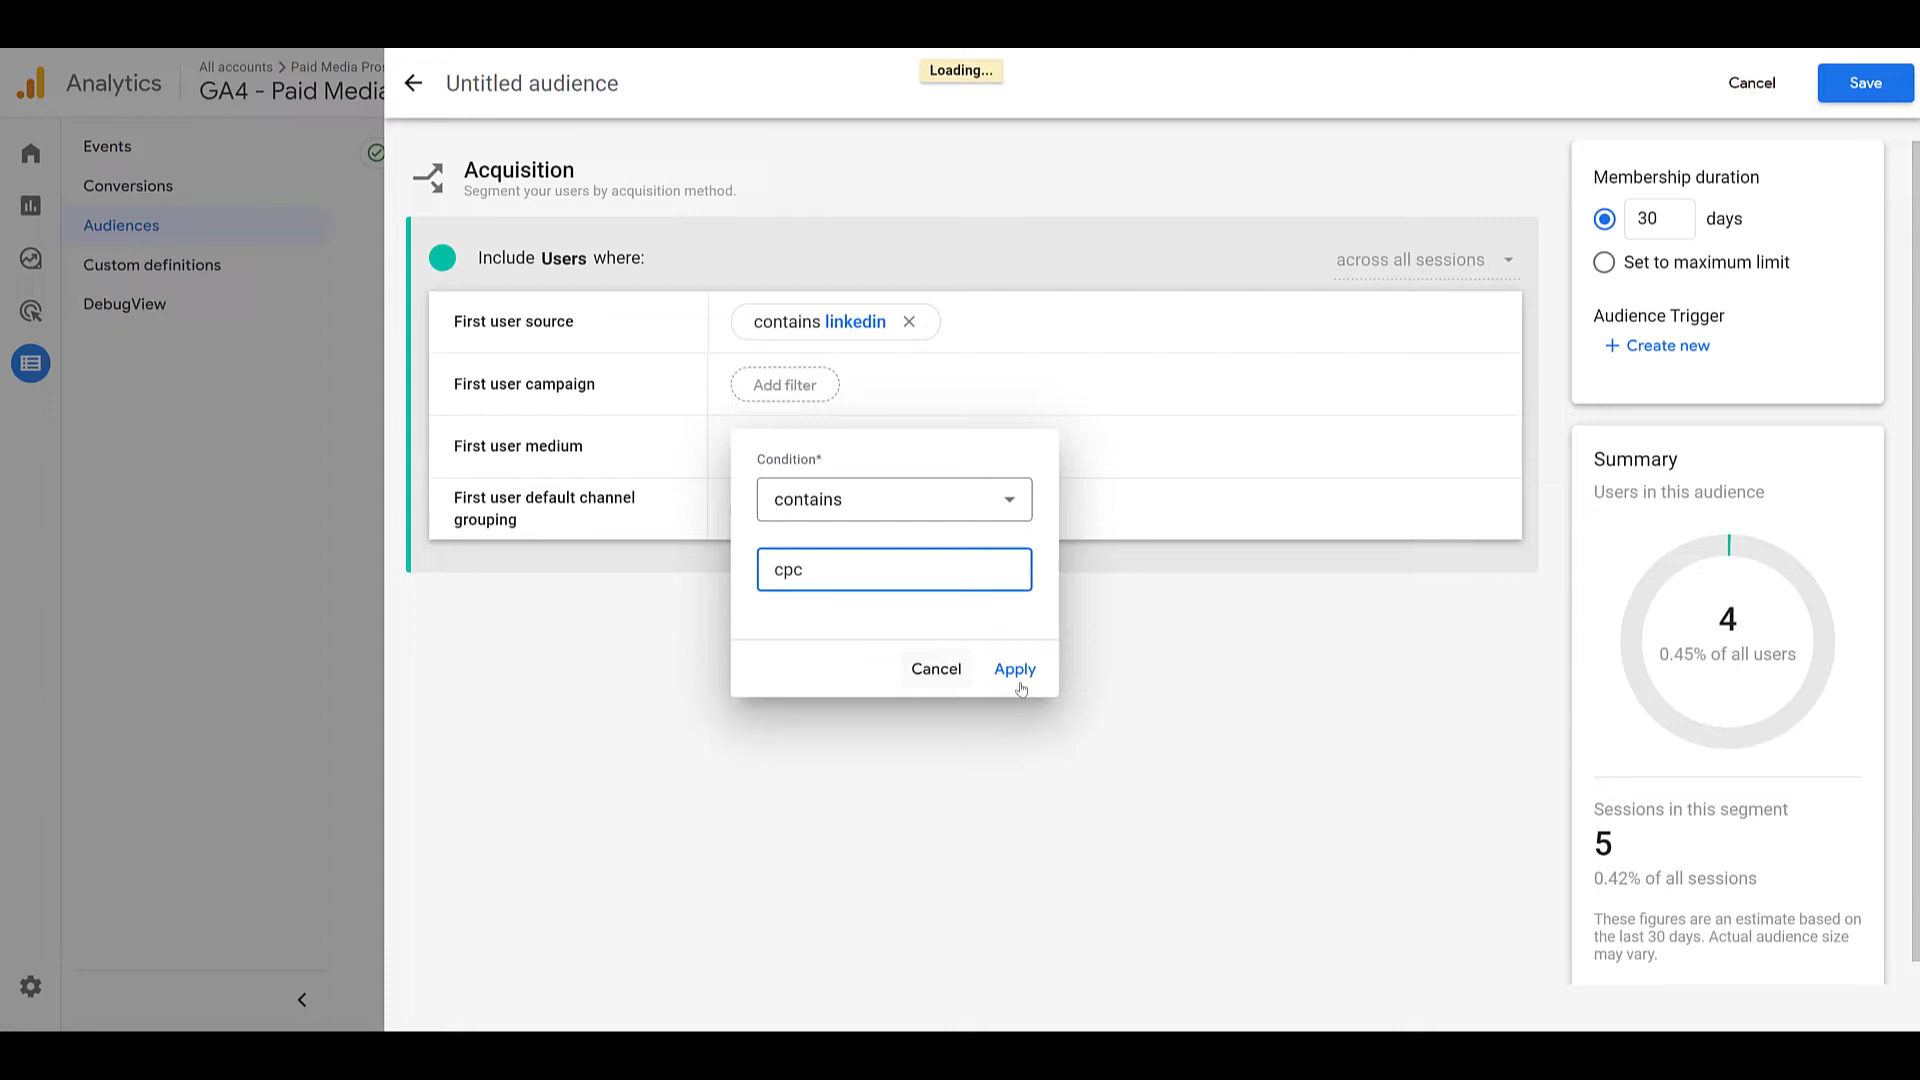 Analytics
All accounts > Paid Media Pros
GA4 - Paid Media
Untitled audience
Loading...
Cancel
Save
Events
Conversions
Audiences
Custom definitions
DebugView
Acquisition
Segment your users by acquisition method.
Include Users where:
across all sessions
First user source
contains linkedin
First user campaign
Add filter
First user medium
First user default channel
grouping
Condition*
contains
cpc
Cancel
Apply
Membership duration
30 days
Set to maximum limit
Audience Trigger
+ Create new
Summary
Users in this audience
4
0.45% of all users
Sessions in this segment
5
0.42% of all sessions
These figures are an estimate based on
the last 30 days. Actual audience size
may vary.